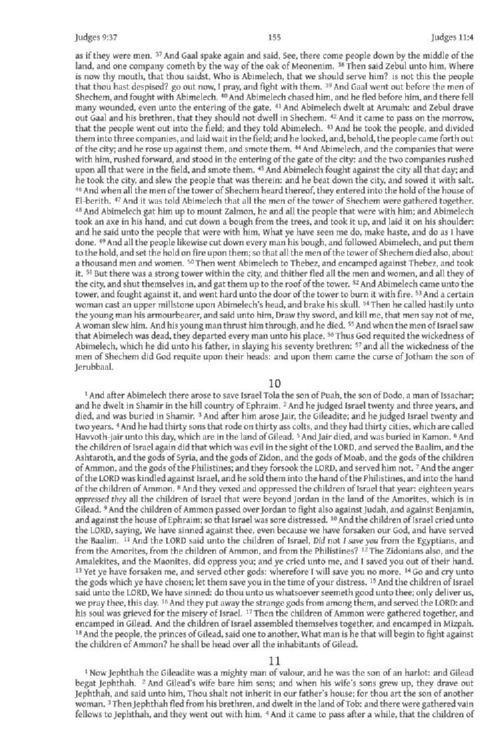 Judges 9:37 155 Judges 11:4
as if they were men. 37 And Gaal spake again and said, See, there come people down by the middle of the
land, and one company cometh by the way of the oak of Meonenim. 38 Then said Zebul unto him, Where
is now thy mouth, that thou saidst, Who is Abimelech, that we should serve him? is not this the people
that thou hast despised? go out now, I pray, and fight with them. 39 And Gaal went out before the men of
Shechem, and fought with Abimelech. 40 And Abimelech chased him, and he fled before him, and there fell
many wounded, even unto the entering of the gate. 41 And Abimelech dwelt at Arumah: and Zebul drave
out Gaal and his brethren, that they should not dwell in Shechem. 42 And it came to pass on the morrow,
that the people went out into the field; and they told Abimelech. 43 And he took the people, and divided
them into three companies, and laid wait in the field; and he looked, and, behold, the people came forth out
of the city; and he rose up against them, and smote them. 44 And Abimelech, and the companies that were
with him, rushed forward, and stood in the entering of the gate of the city: and the two companies rushed
upon all that were in the field, and smote them. 45 And Abimelech fought against the city all that day; and
he took the city, and slew the people that was therein: and he beat down the city, and sowed it with salt.
46 And when all the men of the tower of Shechem heard thereof, they entered into the hold of the house of
El-berith. 47 And it was told Abimelech that all the men of the tower of Shechem were gathered together.
48 And Abimelech gat him up to mount Zalmon, he and all the people that were with him; and Abimelech
took an axe in his hand, and cut down a bough from the trees, and took it up, and laid it on his shoulder:
and he said unto the people that were with him, What ye have seen me do, make haste, and do as I have
done. 49 And all the people likewise cut down every man his bough, and followed Abimelech, and put them
to the hold, and set the hold on fire upon them; so that all the men of the tower of Shechem died also, about
a thousand men and women. 50 Then went Abimelech to Thebez, and encamped against Thebez, and took
it. 51 But there was a strong tower within the city, and thither fled all the men and women, and all they of
the city, and shut themselves in, and gat them up to the roof of the tower. 52 And Abimelech came unto the
tower, and fought against it, and went hard unto the door of the tower to burn it with fire. 53 And a certain
woman cast an upper millstone upon Abimelech's head, and brake his skull. 54 Then he called hastily unto
the young man his armourbearer, and said unto him, Draw thy sword, and kill me, that men say not of me,
A woman slew him. And his young man thrust him through, and he died. 55 And when the men of Israel saw
that Abimelech was dead, they departed every man unto his place. 56 Thus God requited the wickedness of
Abimelech, which he did unto his father, in slaying his seventy brethren: 57 and all the wickedness of the
men of Shechem did God requite upon their heads: and upon them came the curse of Jotham the son of
Jerubbaal.
10
1 And after Abimelech there arose to save Israel Tola the son of Puah, the son of Dodo, a man of Issachar;
and he dwelt in Shamir in the hill country of Ephraim. 2 And he judged Israel twenty and three years, and
died, and was buried in Shamir. 3 And after him arose Jair, the Gileadite; and he judged Israel twenty and
two years. 4 And he had thirty sons that rode on thirty ass colts, and they had thirty cities, which are called
Havvoth-jair unto this day, which are in the land of Gilead. 5 And Jair died, and was buried in Kamon. 6 And
the children of Israel again did that which was evil in the sight of the LORD, and served the Baalim, and the
Ashtaroth, and the gods of Syria, and the gods of Zidon, and the gods of Moab, and the gods of the children
of Ammon, and the gods of the Philistines; and they forsook the LORD, and served him not. 7 And the anger
of the LORD was kindled against Israel, and he sold them into the hand of the Philistines, and into the hand
of the children of Ammon. 8 And they vexed and oppressed the children of Israel that year: eighteen years
oppressed they all the children of Israel that were beyond Jordan in the land of the Amorites, which is in
Gilead. 9 And the children of Ammon passed over Jordan to fight also against Judah, and against Benjamin,
and against the house of Ephraim; so that Israel was sore distressed. 10 And the children of Israel cried unto
the LORD, saying, We have sinned against thee, even because we have forsaken our God, and have served
the Baalim. 11 And the LORD said unto the children of Israel, Did not I save you from the Egyptians, and
from the Amorites, from the children of Ammon, and from the Philistines? 12 The Zidonians also, and the
Amalekites, and the Maonites, did oppress you; and ye cried unto me, and I saved you out of their hand.
13 Yet ye have forsaken me, and served other gods: wherefore I will save you no more. 14 Go and cry unto
the gods which ye have chosen; let them save you in the time of your distress. 15 And the children of Israel
said unto the LORD, We have sinned: do thou unto us whatsoever seemeth good unto thee; only deliver us,
we pray thee, this day. 16 And they put away the strange gods from among them, and served the LORD: and
his soul was grieved for the misery of Israel. 17 Then the children of Ammon were gathered together, and
encamped in Gilead. And the children of Israel assembled themselves together, and encamped in Mizpah.
18 And the people, the princes of Gilead, said one to another, What man is he that will begin to fight against
the children of Ammon? he shall be head over all the inhabitants of Gilead.
11
1 Now Jephthah the Gileadite was a mighty man of valour, and he was the son of an harlot: and Gilead
begat Jephthah. 2 And Gilead's wife bare him sons; and when his wife's sons grew up, they drave out
Jephthah, and said unto him, Thou shalt not inherit in our father's house; for thou art the son of another
woman. 3 Then Jephthah fled from his brethren, and dwelt in the land of Tob: and there were gathered vain
fellows to Jephthah, and they went out with him. 4 And it came to pass after a while, that the children of